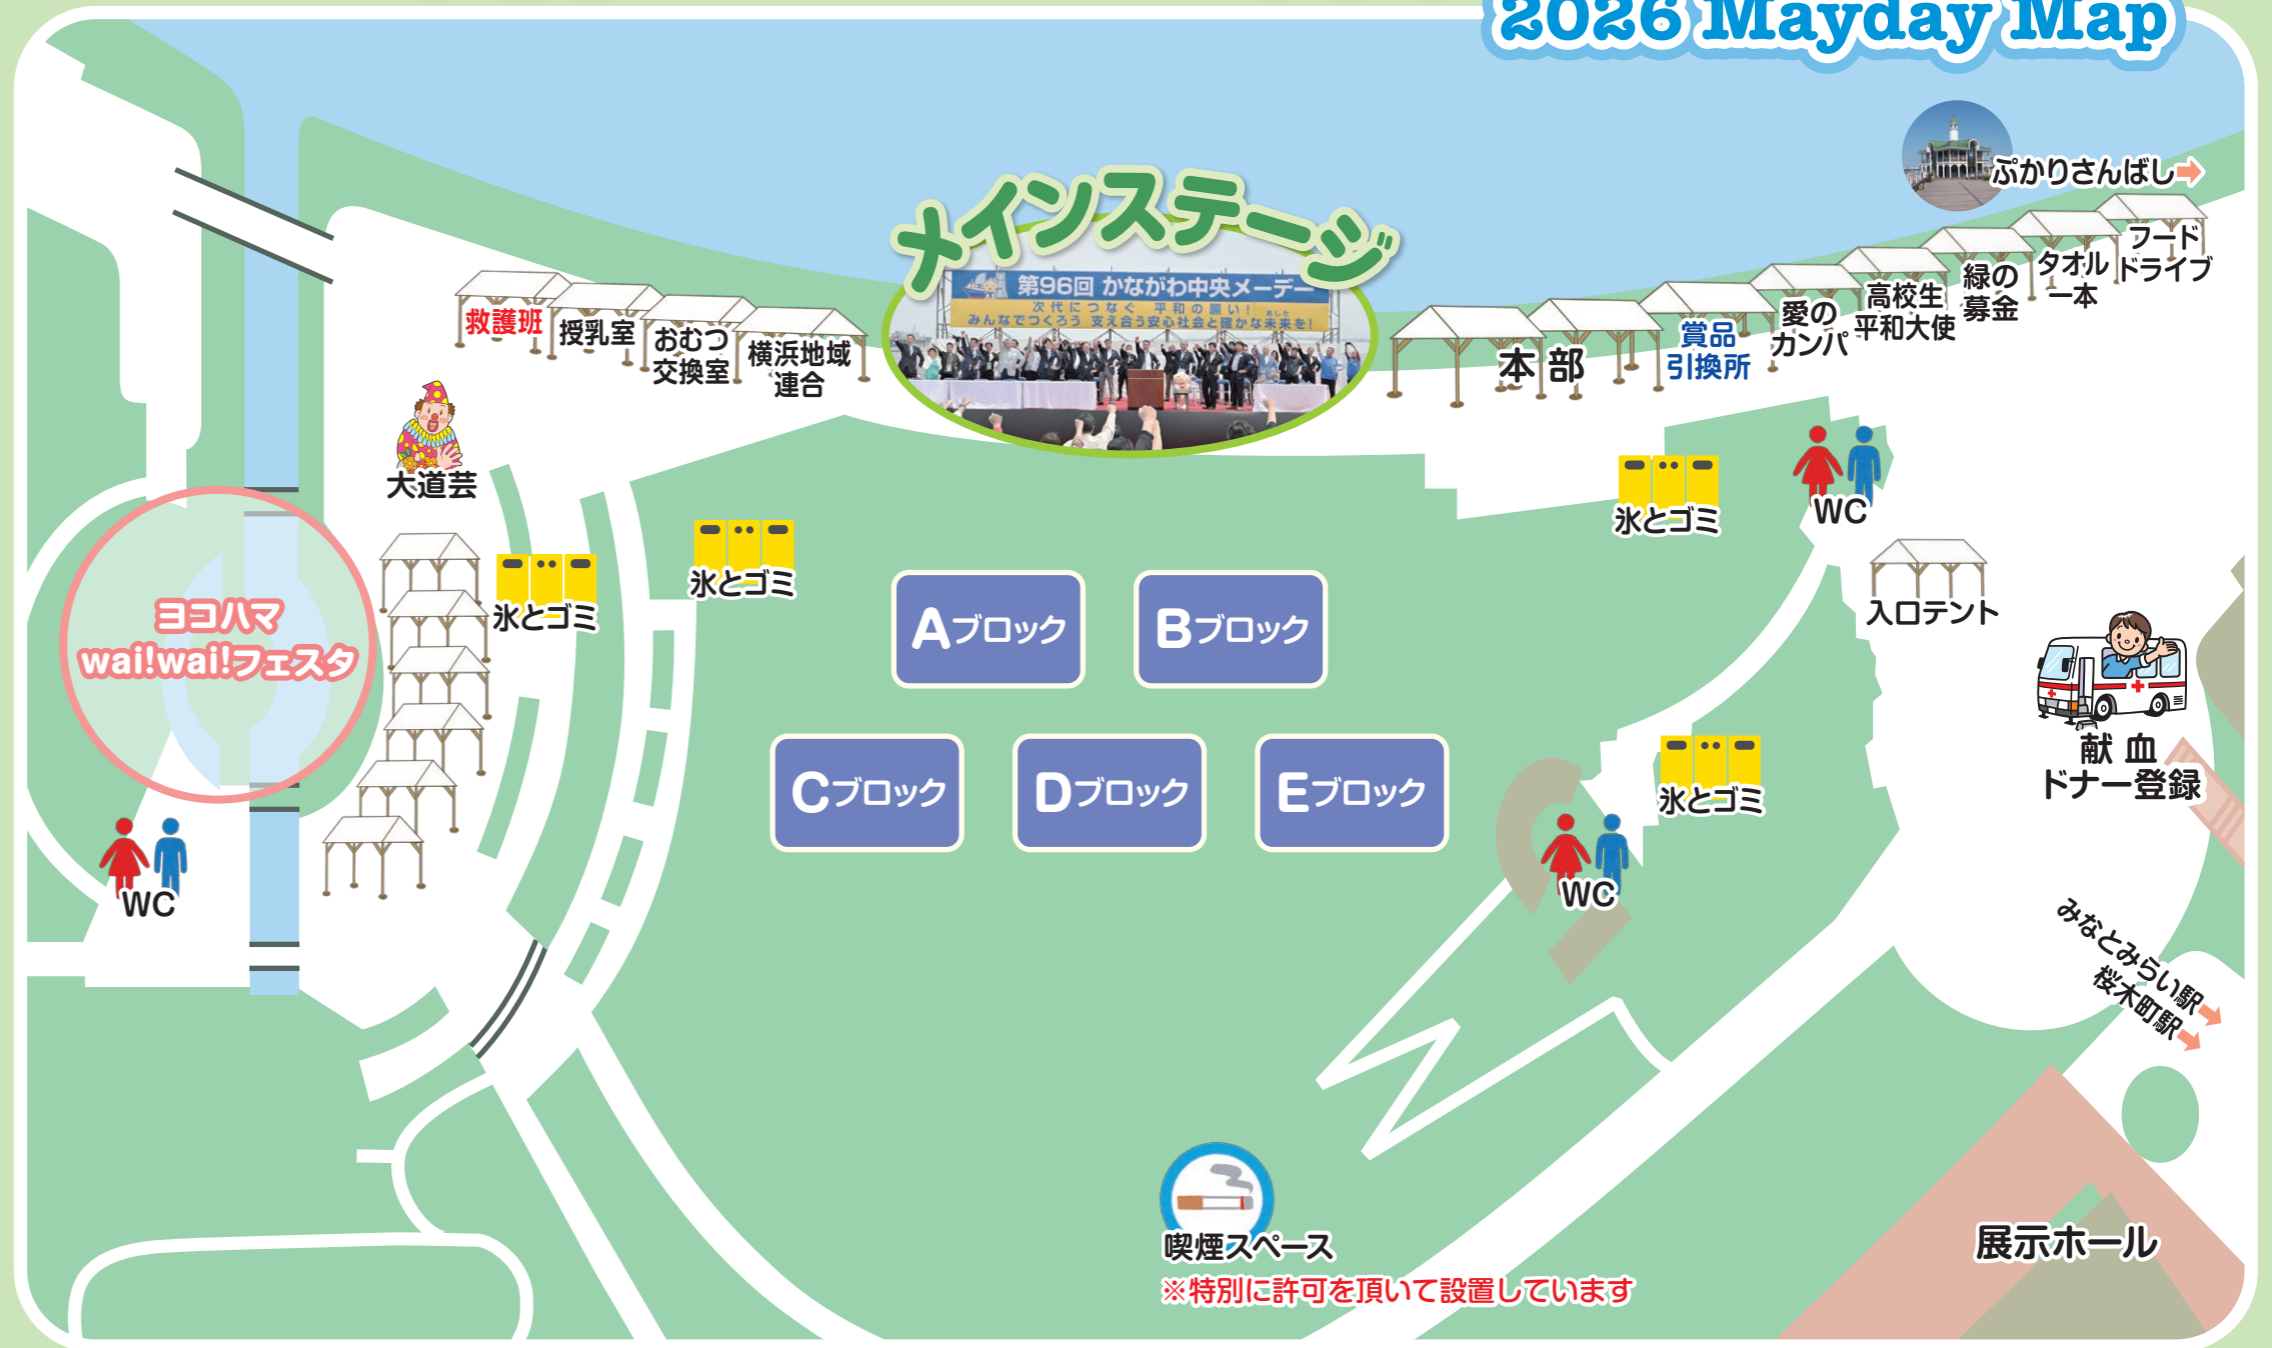 2026 Mayday Map
ぷかりさんばし
メインステージ
第96回 かながわ中央メーデー
次代につなぐ 平和の願い!
みんなでつくろう 支え合う安心社会と確かな未来を!
あした
救護班
授乳室
おむつ
交換室
横浜地域
連合
本部
賞品
引換所
愛の
カンパ
高校生
平和大使
緑の
募金
タオル
一本
フード
ドライブ
大道芸
氷とゴミ
氷とゴミ
氷とゴミ
WC
入口テント
ヨコハマ
wai!wai!フェスタ
Aブロック
Bブロック
Cブロック
Dブロック
Eブロック
氷とゴミ
WC
WC
献血
ドナー登録
みなとみらい駅
桜木町駅
喫煙スペース
※特別に許可を頂いて設置しています
展示ホール